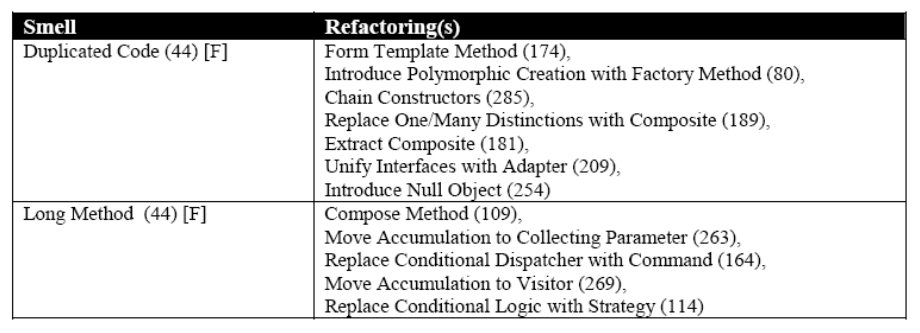 Smell Refactoring(s)
Duplicated Code (44) [F] Form Template Method (174),
Introduce Polymorphic Creation with Factory Method (80),
Chain Constructors (285),
Replace One/Many Distinctions with Composite (189),
Extract Composite (181),
Unify Interfaces with Adapter (209),
Introduce Null Object (254)
Long Method (44) [F] Compose Method (109),
Move Accumulation to Collecting Parameter (263),
Replace Conditional Dispatcher with Command (164),
Move Accumulation to Visitor (269),
Replace Conditional Logic with Strategy (114)